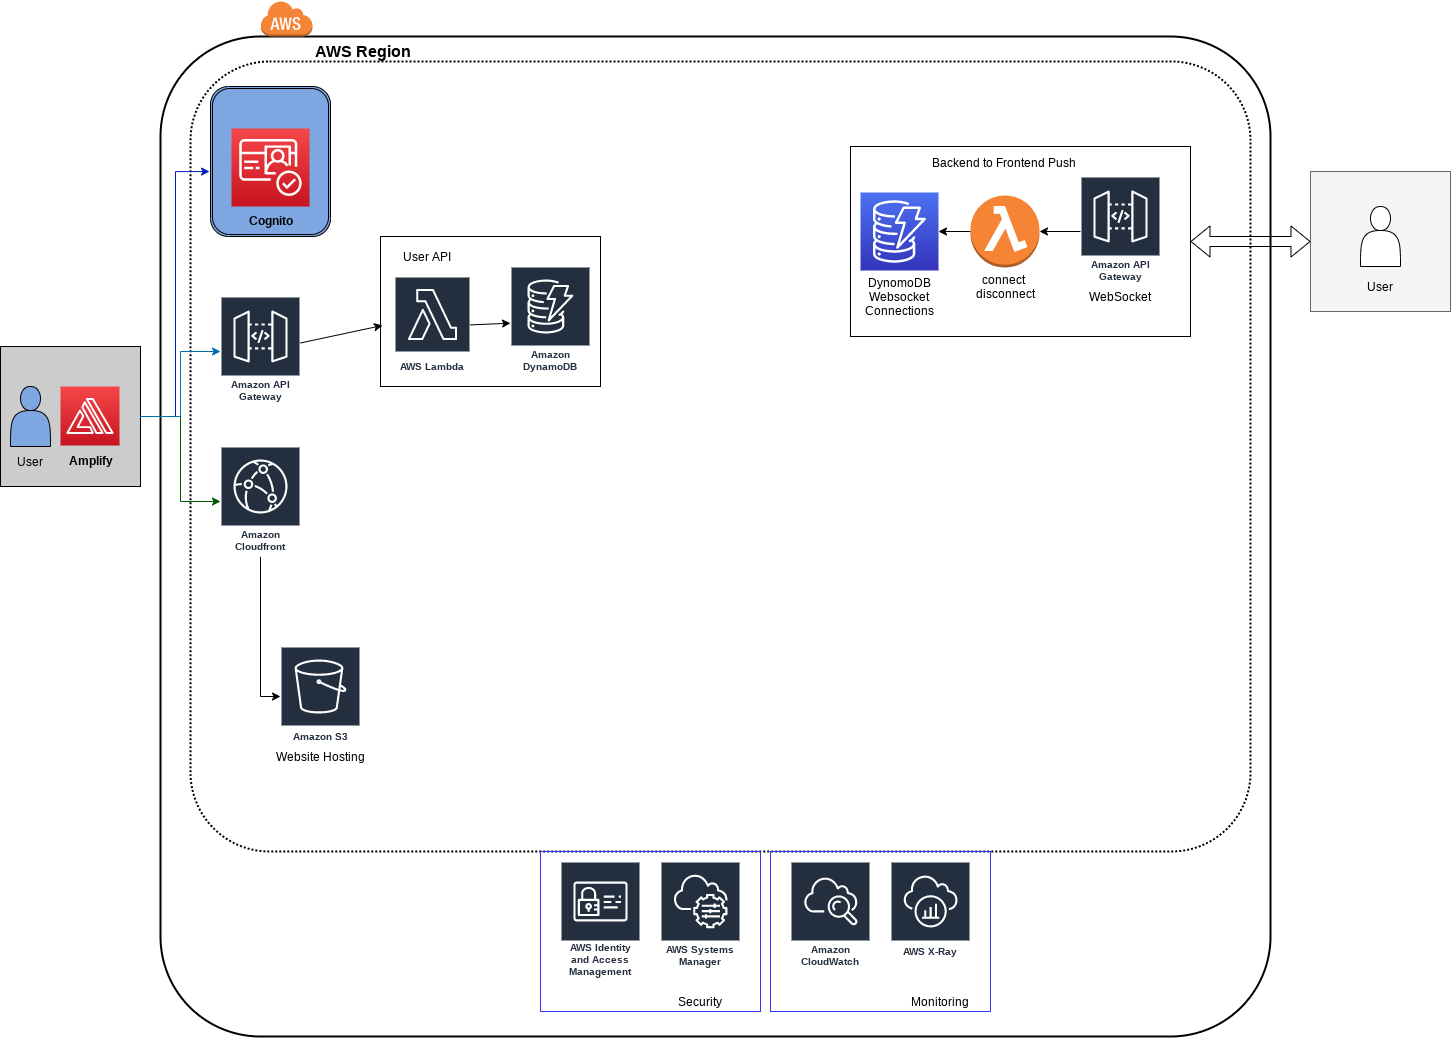 AWS
AWS Region
Cognito
User API
AWS Lambda
Amazon
DynamoDB
Amazon API
Gateway
User
Amplify
Amazon
Cloudfront
Amazon S3
Website Hosting
Backend to Frontend Push
DynomoDB
Websocket
Connections
connect
disconnect
Amazon API
Gateway
WebSocket
User
AWS Identity
and Access
Management
AWS Systems
Manager
Security
Amazon
CloudWatch
AWS X-Ray
Monitoring